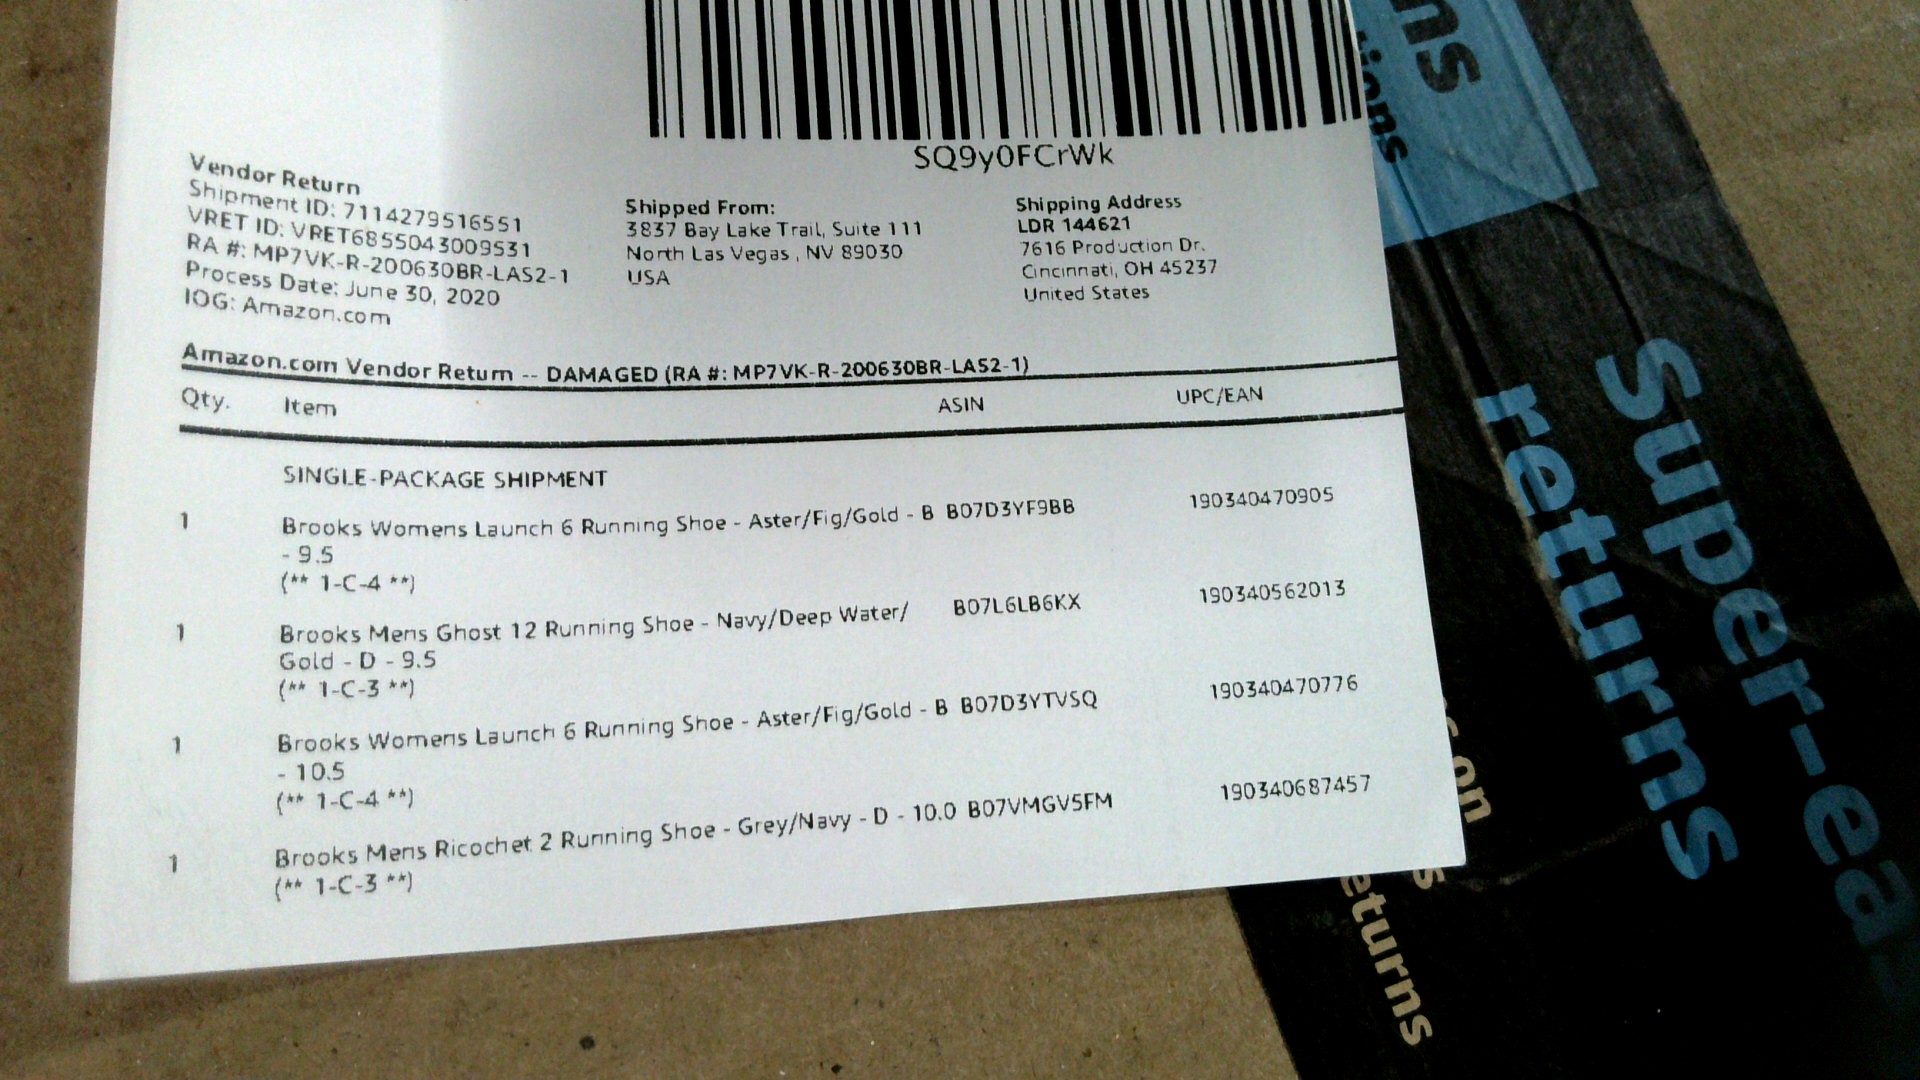 SQ9y0FCrWk
Vendor Return
Shipment ID: 7114279516551
VRET ID: VRET6855043009531
RA #: MP7VK-R-200630BR-LAS2-1
Process Date: June 30, 2020
IOG: Amazon.com
Shipped From:
3837 Bay Lake Trail, Suite 111
North Las Vegas , NV 89030
USA
Shipping Address
LDR 144621
7616 Production Dr.
Cincinnati, OH 45237
United States
Amazon.com Vendor Return -- DAMAGED (RA #: MP7VK-R-200630BR-LAS2-1)
Qty. Item ASIN UPC/EAN
SINGLE-PACKAGE SHIPMENT
1 Brooks Womens Launch 6 Running Shoe - Aster/Fig/Gold - B B07D3YF9BB 190340470905
- 9.5
(** 1-C-4 **)
1 Brooks Mens Ghost 12 Running Shoe - Navy/Deep Water/ B07L6LB6KX 190340562013
Gold - D - 9.5
(** 1-C-3 **)
1 Brooks Womens Launch 6 Running Shoe - Aster/Fig/Gold - B B07D3YTVSQ 190340470776
- 10.5
(** 1-C-4 **)
1 Brooks Mens Ricochet 2 Running Shoe - Grey/Navy - D - 10.0 B07VMGV5FM 190340687457
(** 1-C-3 **)
Super-ea
returns
on
eturns